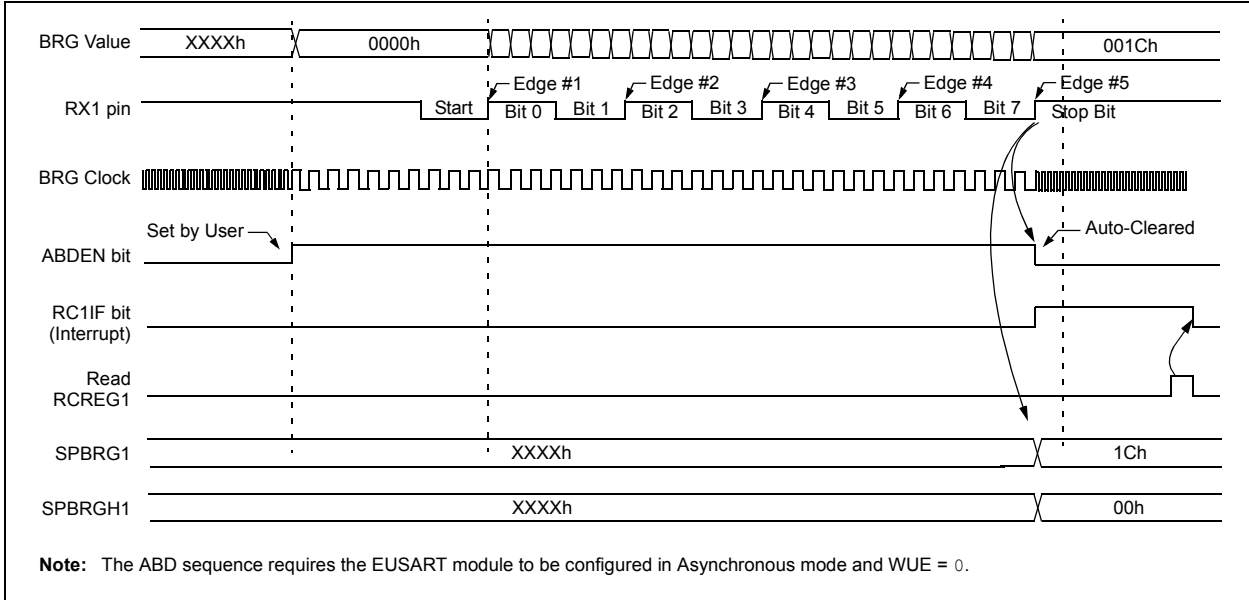 BRG Value XXXXh 0000h 001Ch
Edge #1 Edge #2 Edge #3 Edge #4 Edge #5
RX1 pin Start Bit 0 Bit 1 Bit 2 Bit 3 Bit 4 Bit 5 Bit 6 Bit 7 Stop Bit
BRG Clock
Set by User Auto-Cleared
ABDEN bit
RC1IF bit
(Interrupt)
Read
RCREG1
SPBRG1 XXXXh 1Ch
SPBRGH1 XXXXh 00h
Note: The ABD sequence requires the EUSART module to be configured in Asynchronous mode and WUE = 0.